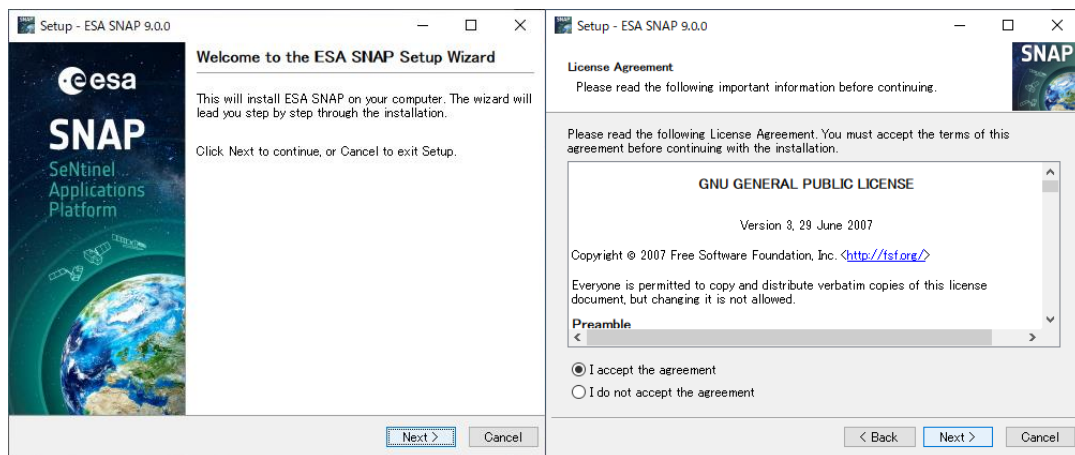 Setup - ESA SNAP 9.0.0
esa
SNAP
SeNtinel
Applications
Platform
Welcome to the ESA SNAP Setup Wizard
This will install ESA SNAP on your computer. The wizard will
lead you step by step through the installation.
Click Next to continue, or Cancel to exit Setup.
Next >
Cancel
Setup - ESA SNAP 9.0.0
License Agreement
Please read the following important information before continuing.
SNAP
Please read the following License Agreement. You must accept the terms of this
agreement before continuing with the installation.
GNU GENERAL PUBLIC LICENSE
Version 3, 29 June 2007
Copyright © 2007 Free Software Foundation, Inc. <http://fsf.org/>
Everyone is permitted to copy and distribute verbatim copies of this license
document, but changing it is not allowed.
Preamble
I accept the agreement
I do not accept the agreement
< Back
Next >
Cancel